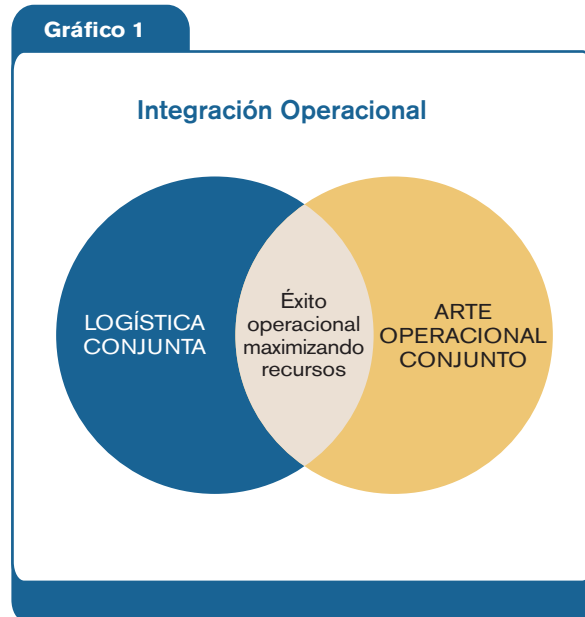 Gráfico 1
Integración Operacional
LOGÍSTICA
CONJUNTA
Éxito
operacional
maximizando
recursos
ARTE
OPERACIONAL
CONJUNTO